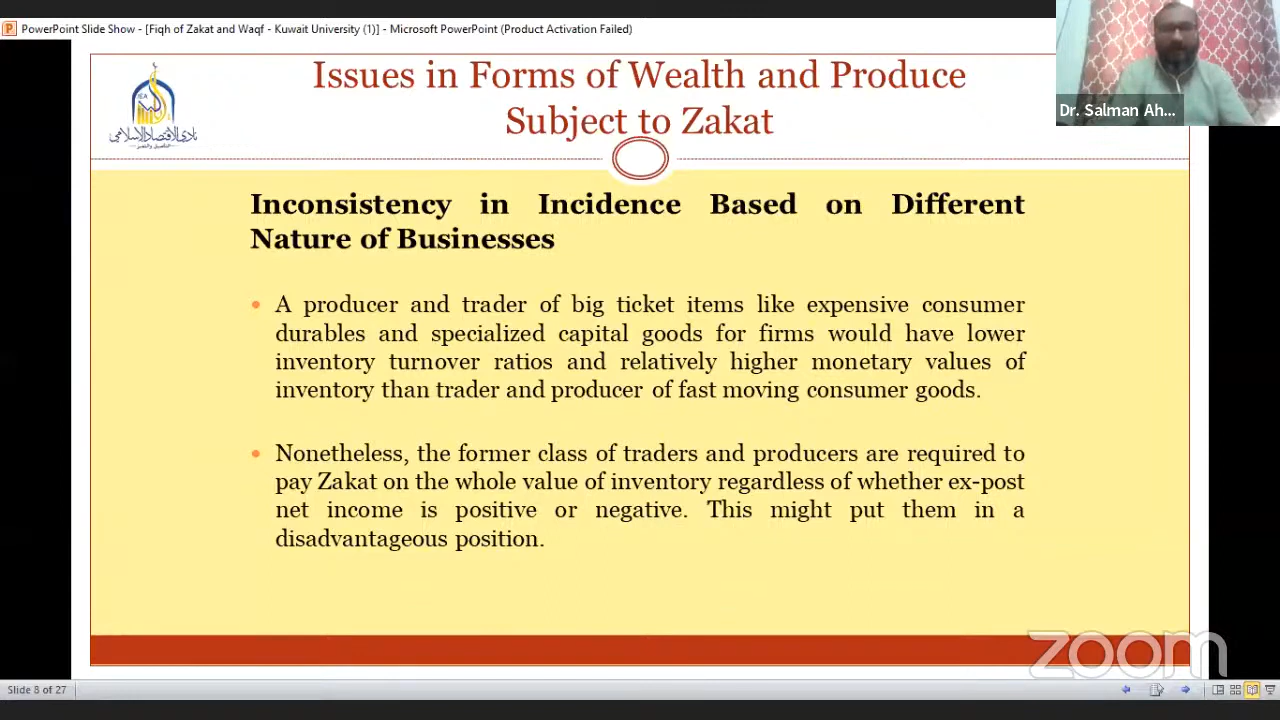 PowerPoint Slide Show - [Fiqh of Zakat and Waqf - Kuwait University (1)] - Microsoft PowerPoint (Product Activation Failed)
Issues in Forms of Wealth and Produce
Subject to Zakat
Dr. Salman Ah...
نادي الاقتصاد الإسلامي
Inconsistency in Incidence Based on Different
Nature of Businesses
• A producer and trader of big ticket items like expensive consumer
durables and specialized capital goods for firms would have lower
inventory turnover ratios and relatively higher monetary values of
inventory than trader and producer of fast moving consumer goods.
• Nonetheless, the former class of traders and producers are required to
pay Zakat on the whole value of inventory regardless of whether ex-post
net income is positive or negative. This might put them in a
disadvantageous position.
zoom
Slide 8 of 27